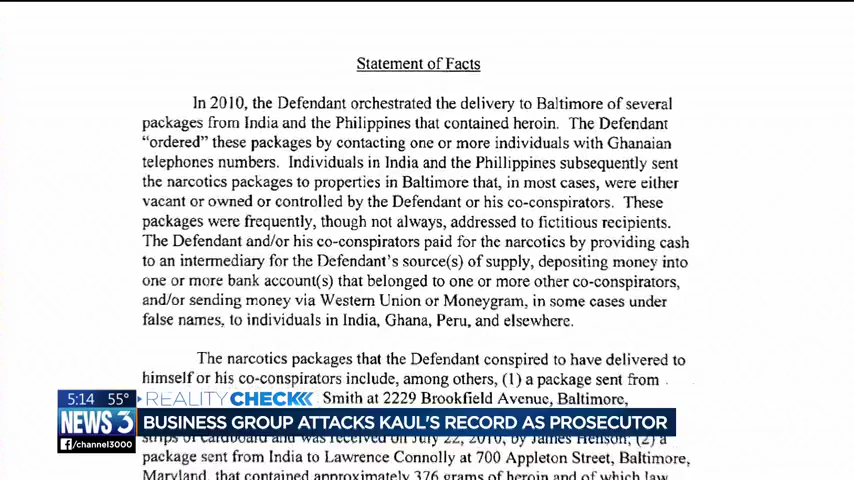 Statement of Facts
In 2010, the Defendant orchestrated the delivery to Baltimore of several
packages from India and the Philippines that contained heroin. The Defendant
“ordered” these packages by contacting one or more individuals with Ghanaian
telephones numbers. Individuals in India and the Phillippines subsequently sent
the narcotics packages to properties in Baltimore that, in most cases, were either
vacant or owned or controlled by the Defendant or his co-conspirators. These
packages were frequently, though not always, addressed to fictitious recipients.
The Defendant and/or his co-conspirators paid for the narcotics by providing cash
to an intermediary for the Defendant's source(s) of supply, depositing money into
one or more bank account(s) that belonged to one or more other co-conspirators,
and/or sending money via Western Union or Moneygram, in some cases under
false names, to individuals in India, Ghana, Peru, and elsewhere.
The narcotics packages that the Defendant conspired to have delivered to
himself or his co-conspirators include, among others, (1) a package sent from
Smith at 2229 Brookfield Avenue, Baltimore,
5:14 55° REALITY CHECK
NEWS 3 BUSINESS GROUP ATTACKS KAUL'S RECORD AS PROSECUTOR
/channel3000
strips of cardboard and was received on July 22, 2010, by James Henson, (2) a
package sent from India to Lawrence Connolly at 700 Appleton Street, Baltimore,
Maryland, that contained approximately 376 grams of heroin and of which law